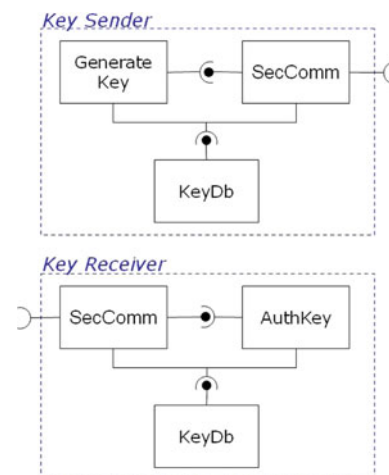 Key Sender
Generate
Key
SecComm
KeyDb
Key Receiver
SecComm
AuthKey
KeyDb